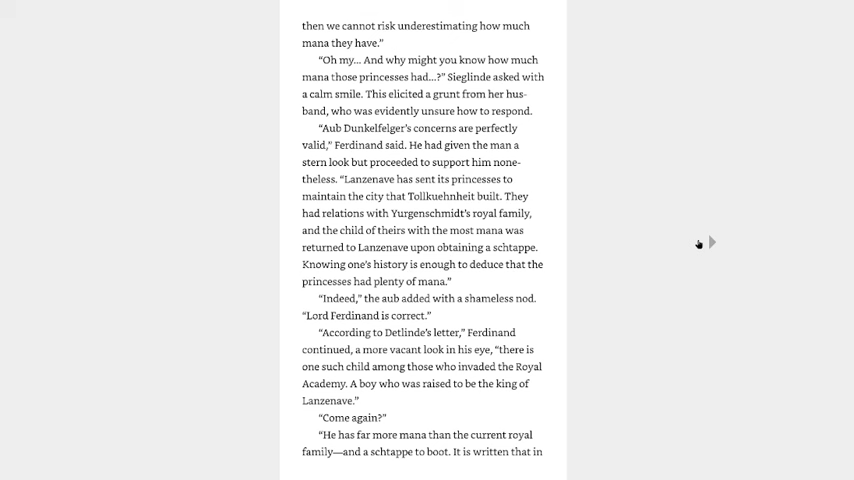 then we cannot risk underestimating how much
mana they have.”
“Oh my... And why might you know how much
mana those princesses had...?” Sieglinde asked with
a calm smile. This elicited a grunt from her hus-
band, who was evidently unsure how to respond.
“Aub Dunkelfelger’s concerns are perfectly
valid,” Ferdinand said. He had given the man a
stern look but proceeded to support him none-
theless. “Lanzenave has sent its princesses to
maintain the city that Tollkuehnheit built. They
had relations with Yurgenschmidt’s royal family,
and the child of theirs with the most mana was
returned to Lanzenave upon obtaining a schtappe.
Knowing one’s history is enough to deduce that the
princesses had plenty of mana.”
“Indeed,” the aub added with a shameless nod.
“Lord Ferdinand is correct.”
“According to Detlinde’s letter,” Ferdinand
continued, a more vacant look in his eye, “there is
one such child among those who invaded the Royal
Academy. A boy who was raised to be the king of
Lanzenave.”
“Come again?”
“He has far more mana than the current royal
family—and a schtappe to boot. It is written that in